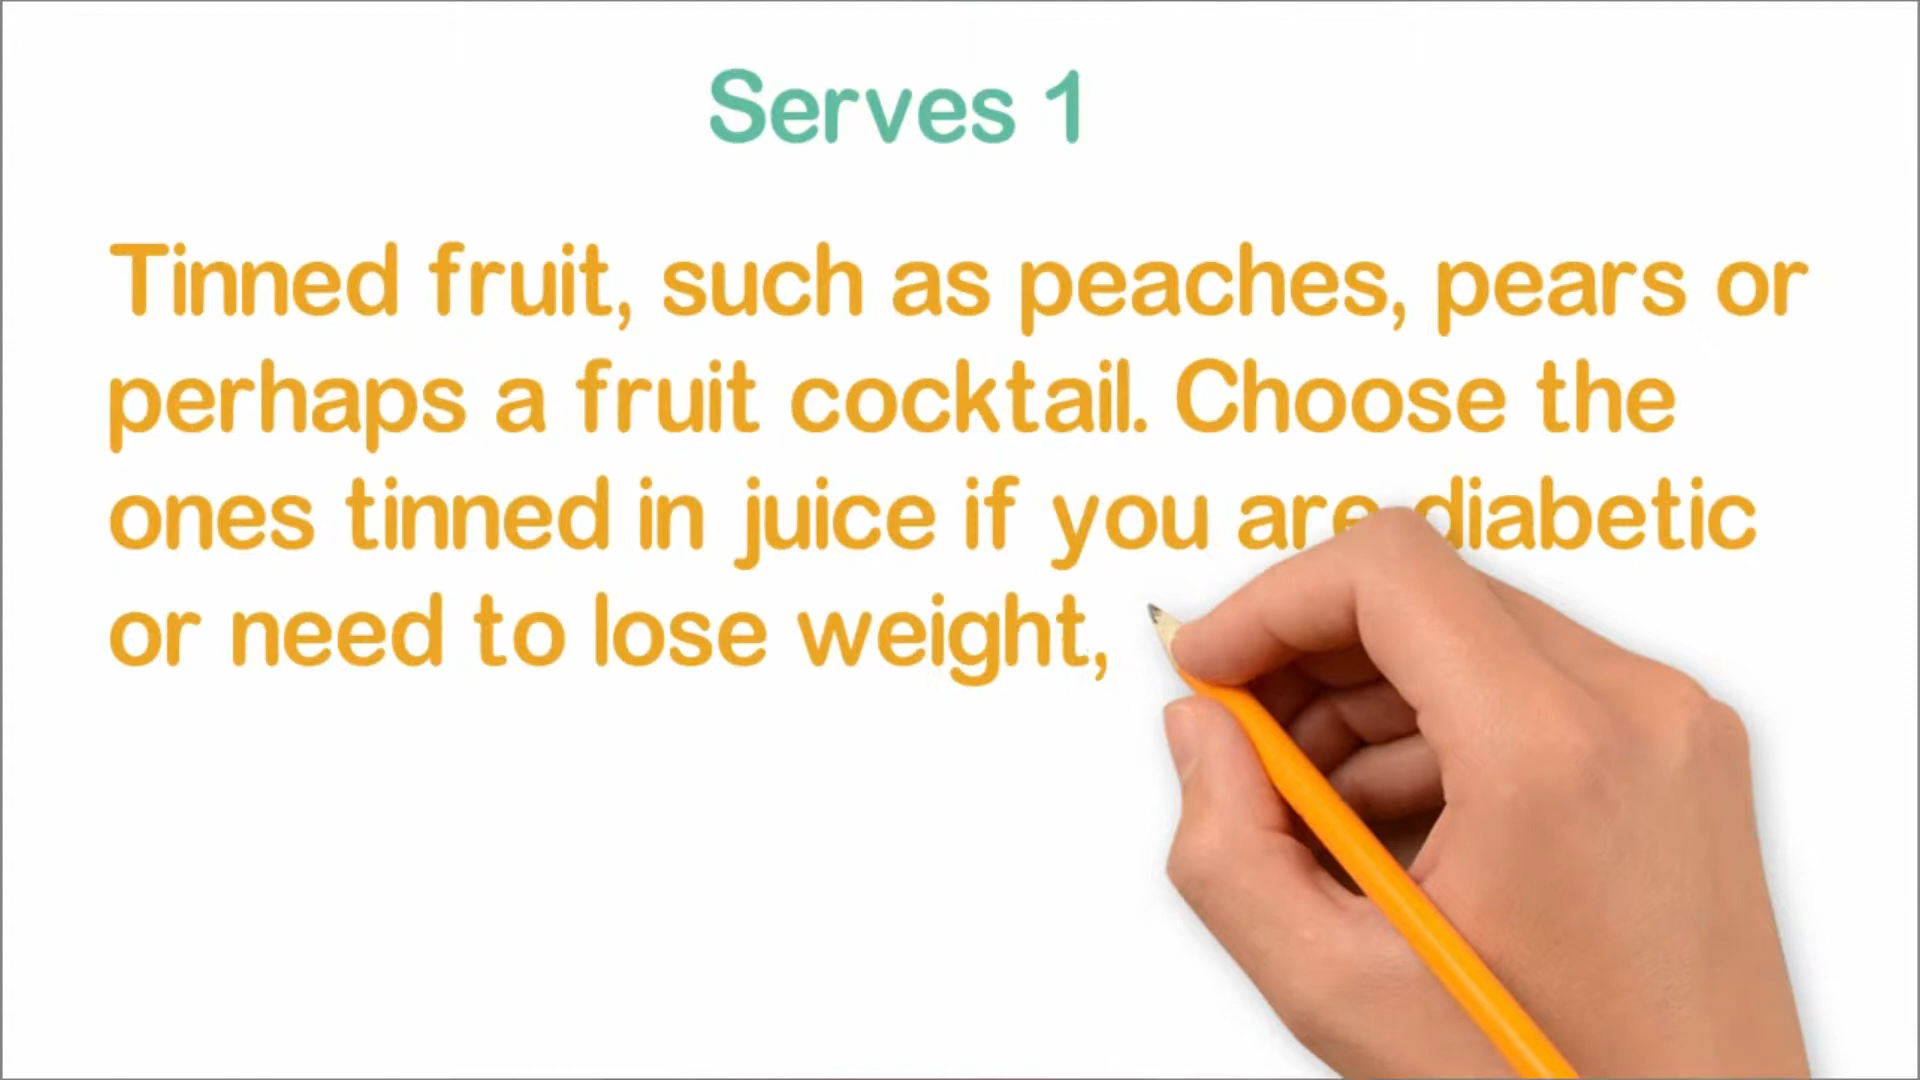 Serves 1
Tinned fruit, such as peaches, pears or
perhaps a fruit cocktail. Choose the
ones tinned in juice if you are diabetic
or need to lose weight,